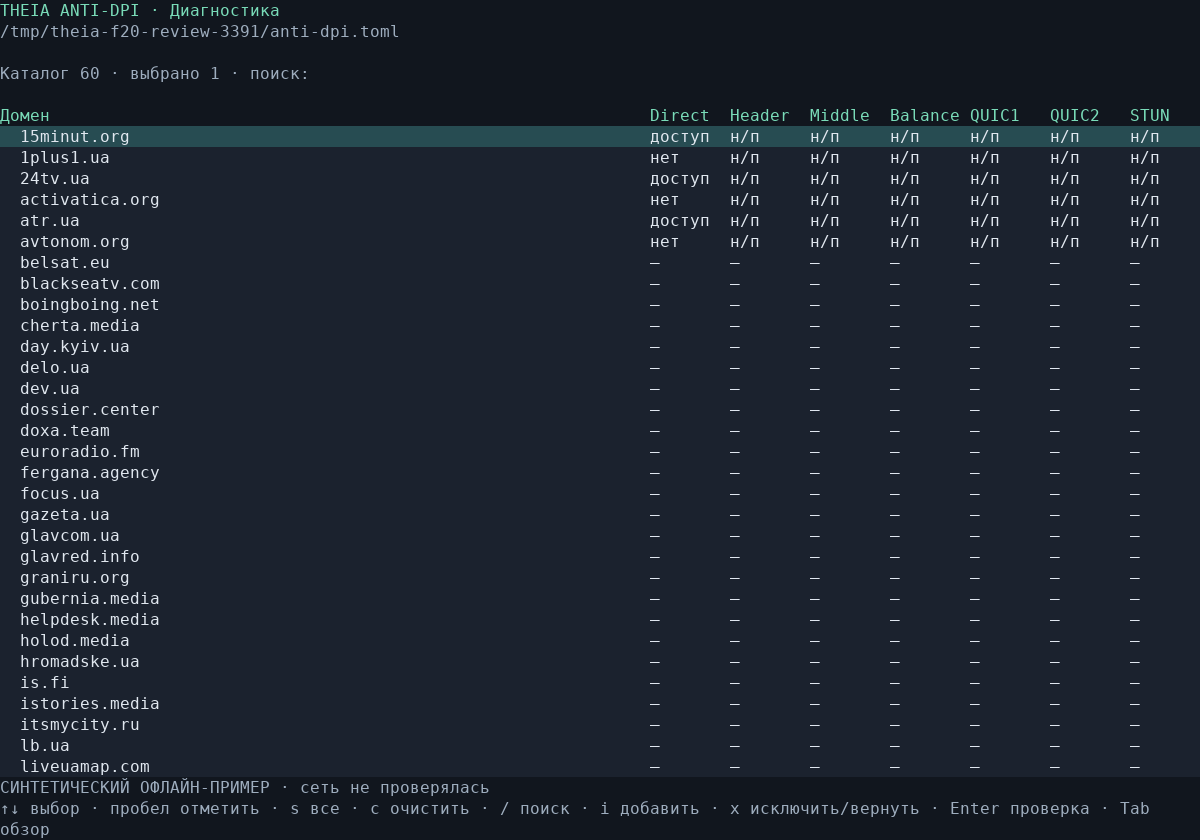 THEIA ANTI-DPI · Диагностика
/tmp/theia-f20-review-3391/anti-dpi.toml
Каталог 60 · выбрано 1 · поиск:
Домен Direct Header Middle Balance QUIC1 QUIC2 STUN
15minut.org доступ н/п н/п н/п н/п н/п н/п
1plus1.ua нет н/п н/п н/п н/п н/п н/п
24tv.ua доступ н/п н/п н/п н/п н/п н/п
activatica.org нет н/п н/п н/п н/п н/п н/п
atr.ua доступ н/п н/п н/п н/п н/п н/п
avtonom.org нет н/п н/п н/п н/п н/п н/п
belsat.eu — — — — — — —
blackseatv.com — — — — — — —
boingboing.net — — — — — — —
cherta.media — — — — — — —
day.kyiv.ua — — — — — — —
delo.ua — — — — — — —
dev.ua — — — — — — —
dossier.center — — — — — — —
doxa.team — — — — — — —
euroradio.fm — — — — — — —
fergana.agency — — — — — — —
focus.ua — — — — — — —
gazeta.ua — — — — — — —
glavcom.ua — — — — — — —
glavred.info — — — — — — —
graniru.org — — — — — — —
gubernia.media — — — — — — —
helpdesk.media — — — — — — —
holod.media — — — — — — —
hromadske.ua — — — — — — —
is.fi — — — — — — —
istories.media — — — — — — —
itsmycity.ru — — — — — — —
lb.ua — — — — — — —
liveuamap.com — — — — — — —
СИНТЕТИЧЕСКИЙ ОФЛАЙН-ПРИМЕР · сеть не проверялась
↑↓ выбор · пробел отметить · s все · c очистить · / поиск · i добавить · x исключить/вернуть · Enter проверка · Tab
обзор